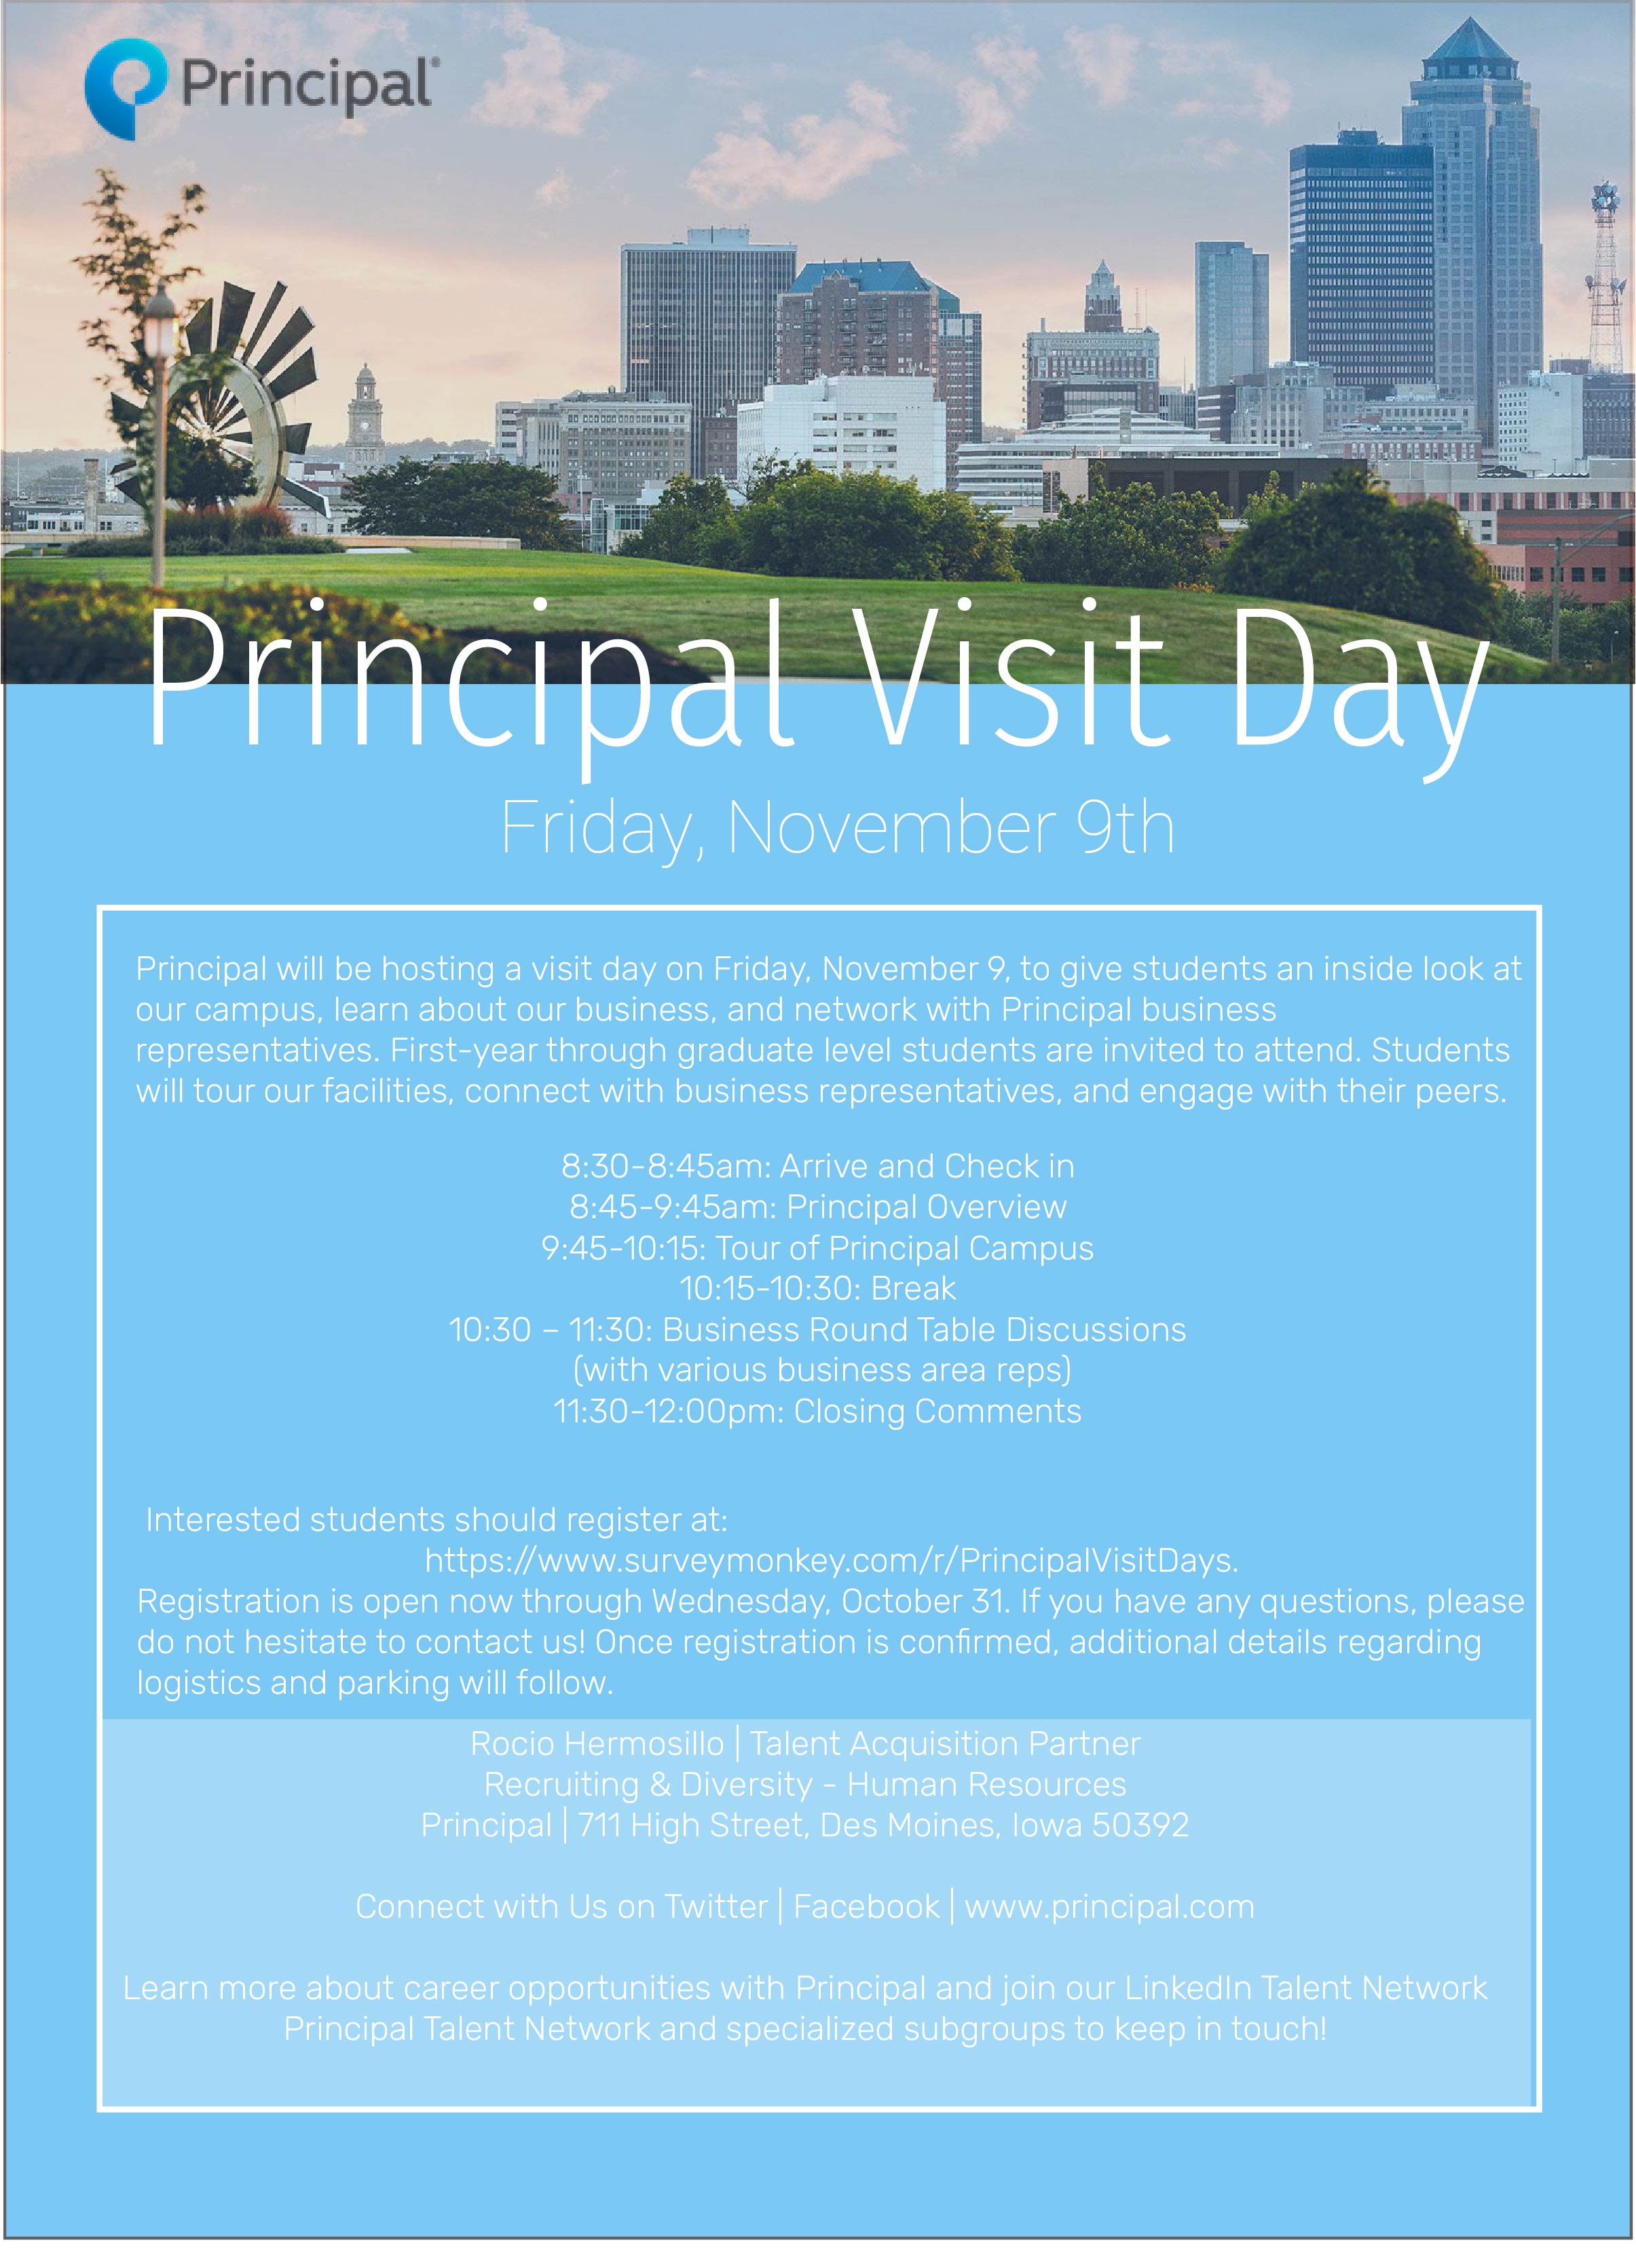 Principal®
Principal Visit Day
Friday, November 9th
Principal will be hosting a visit day on Friday, November 9, to give students an inside look at
our campus, learn about our business, and network with Principal business
representatives. First-year through graduate level students are invited to attend. Students
will tour our facilities, connect with business representatives, and engage with their peers.
8:30-8:45am: Arrive and Check in
8:45-9:45am: Principal Overview
9:45-10:15: Tour of Principal Campus
10:15-10:30: Break
10:30 – 11:30: Business Round Table Discussions
(with various business area reps)
11:30-12:00pm: Closing Comments
Interested students should register at:
https://www.surveymonkey.com/r/PrincipalVisitDays.
Registration is open now through Wednesday, October 31. If you have any questions, please
do not hesitate to contact us! Once registration is confirmed, additional details regarding
logistics and parking will follow.
Rocio Hermosillo | Talent Acquisition Partner
Recruiting & Diversity - Human Resources
Principal | 711 High Street, Des Moines, Iowa 50392
Connect with Us on Twitter | Facebook | www.principal.com
Learn more about career opportunities with Principal and join our LinkedIn Talent Network
Principal Talent Network and specialized subgroups to keep in touch!